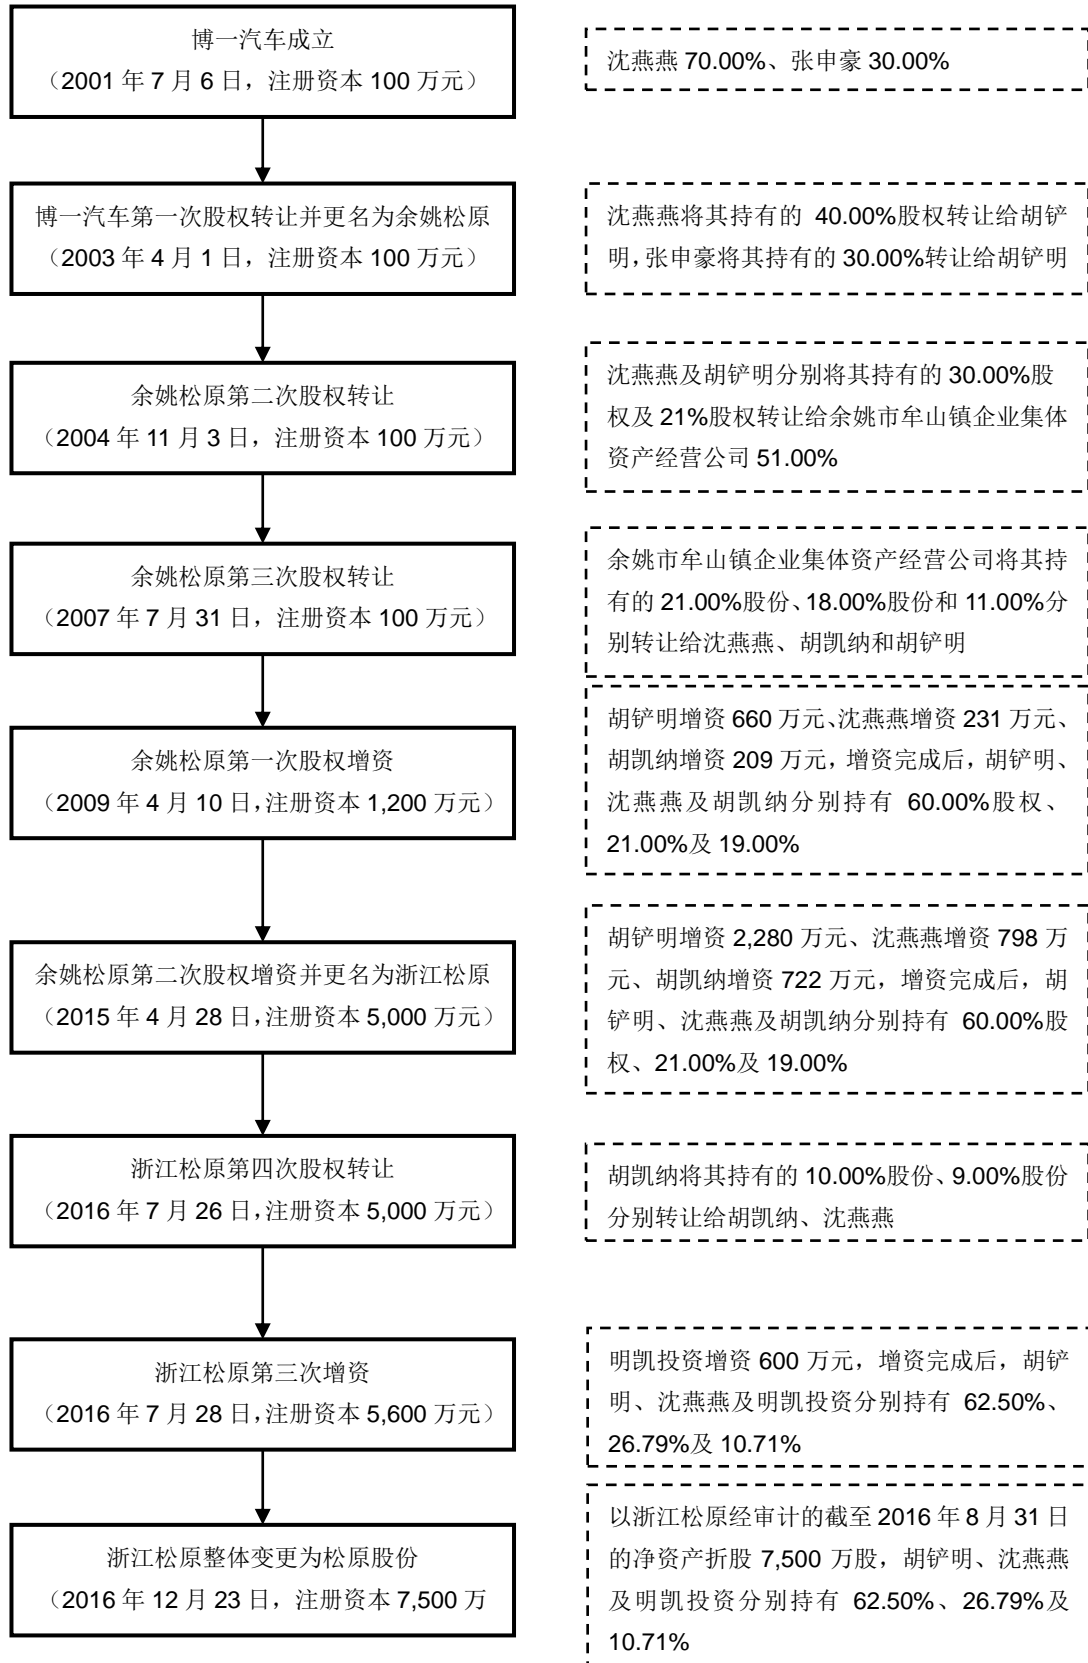 博一汽车成立
（2001 年 7 月 6 日，注册资本 100 万元）
沈燕燕 70.00%、张申豪 30.00%
博一汽车第一次股权转让并更名为余姚松原
（2003 年 4 月 1 日，注册资本 100 万元）
沈燕燕将其持有的 40.00%股权转让给胡铲
明，张申豪将其持有的 30.00%转让给胡铲明
余姚松原第二次股权转让
（2004 年 11 月 3 日，注册资本 100 万元）
沈燕燕及胡铲明分别将其持有的 30.00%股
权及 21%股权转让给余姚市牟山镇企业集体
资产经营公司 51.00%
余姚松原第三次股权转让
（2007 年 7 月 31 日，注册资本 100 万元）
余姚市牟山镇企业集体资产经营公司将其持
有的 21.00%股份、18.00%股份和 11.00%分
别转让给沈燕燕、胡凯纳和胡铲明
余姚松原第一次股权增资
（2009 年 4 月 10 日，注册资本 1,200 万元）
胡铲明增资 660 万元、沈燕燕增资 231 万元、
胡凯纳增资 209 万元，增资完成后，胡铲明、
沈燕燕及胡凯纳分别持有 60.00%股权、
21.00%及 19.00%
余姚松原第二次股权增资并更名为浙江松原
（2015 年 4 月 28 日，注册资本 5,000 万元）
胡铲明增资 2,280 万元、沈燕燕增资 798 万
元、胡凯纳增资 722 万元，增资完成后，胡
铲明、沈燕燕及胡凯纳分别持有 60.00%股
权、21.00%及 19.00%
浙江松原第四次股权转让
（2016 年 7 月 26 日，注册资本 5,000 万元）
胡凯纳将其持有的 10.00%股份、9.00%股份
分别转让给胡凯纳、沈燕燕
浙江松原第三次增资
（2016 年 7 月 28 日，注册资本 5,600 万元）
明凯投资增资 600 万元，增资完成后，胡铲
明、沈燕燕及明凯投资分别持有 62.50%、
26.79%及 10.71%
浙江松原整体变更为松原股份
（2016 年 12 月 23 日，注册资本 7,500 万
以浙江松原经审计的截至 2016 年 8 月 31 日
的净资产折股 7,500 万股，胡铲明、沈燕燕
及明凯投资分别持有 62.50%、26.79%及
10.71%